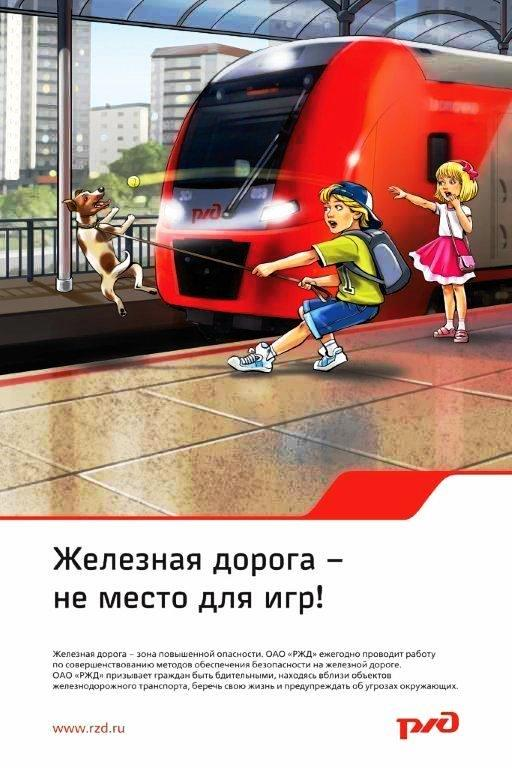 рдд
Железная дорога –
не место для игр!
Железная дорога – зона повышенной опасности. ОАО «РЖД» ежегодно проводит работу
по совершенствованию методов обеспечения безопасности на железной дороге.
ОАО «РЖД» призывает граждан быть бдительными, находясь вблизи объектов
железнодорожного транспорта, беречь свою жизнь и предупреждать об угрозах окружающих.
www.rzd.ru
ржд